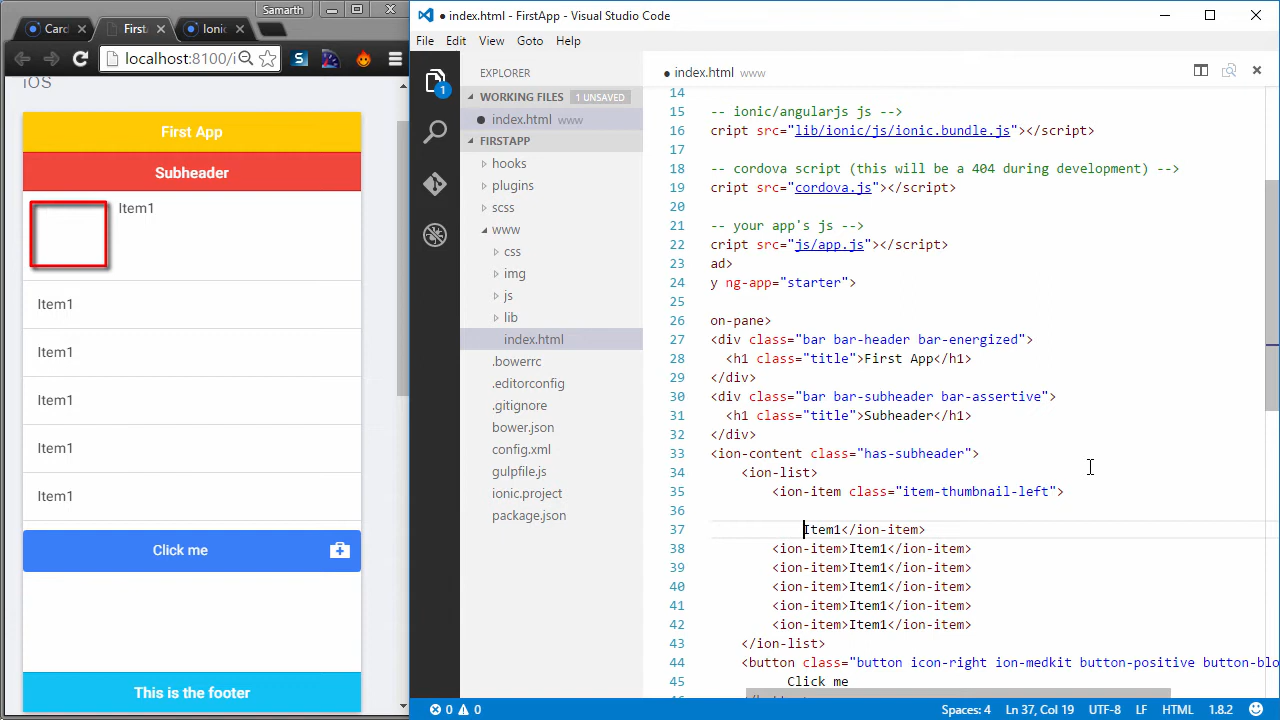 Samarth
Card
First
Ionic
localhost:8100/i
iOS
First App
Subheader
Item1
Item1
Item1
Item1
Item1
Item1
Click me
This is the footer
● index.html - FirstApp - Visual Studio Code
File Edit View Goto Help
EXPLORER
WORKING FILES 1 UNSAVED
● index.html www
FIRSTAPP
hooks
plugins
scss
www
css
img
js
lib
index.html
.bowerrc
.editorconfig
.gitignore
bower.json
config.xml
gulpfile.js
ionic.project
package.json
1
● index.html www
14
15 -- ionic/angularjs js -->
16 cript src="lib/ionic/js/ionic.bundle.js"></script>
17
18 -- cordova script (this will be a 404 during development) -->
19 cript src="cordova.js"></script>
20
21 -- your app's js -->
22 cript src="js/app.js"></script>
23 ad>
24 y ng-app="starter">
25
26 on-pane>
27 <div class="bar bar-header bar-energized">
28 <h1 class="title">First App</h1>
29 </div>
30 <div class="bar bar-subheader bar-assertive">
31 <h1 class="title">Subheader</h1>
32 </div>
33 <ion-content class="has-subheader">
34 <ion-list>
35 <ion-item class="item-thumbnail-left">
36
37 Item1</ion-item>
38 <ion-item>Item1</ion-item>
39 <ion-item>Item1</ion-item>
40 <ion-item>Item1</ion-item>
41 <ion-item>Item1</ion-item>
42 <ion-item>Item1</ion-item>
43 </ion-list>
44 <button class="button icon-right ion-medkit button-positive button-blo
45 Click me
0 0 Spaces: 4 Ln 37, Col 19 UTF-8 LF HTML 1.8.2